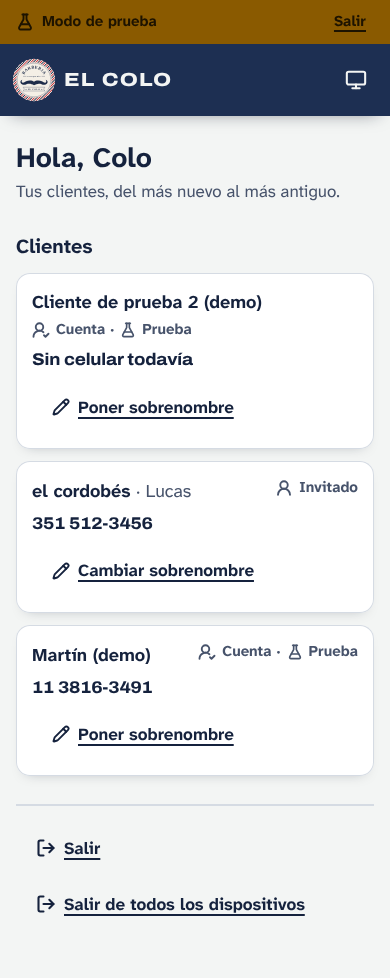 Modo de prueba
Salir
EL COLO
Hola, Colo
Tus clientes, del más nuevo al más antiguo.
Clientes
Cliente de prueba 2 (demo)
Cuenta · Prueba
Sin celular todavía
Poner sobrenombre
el cordobés · Lucas
Invitado
351 512-3456
Cambiar sobrenombre
Martín (demo)
Cuenta · Prueba
11 3816-3491
Poner sobrenombre
Salir
Salir de todos los dispositivos